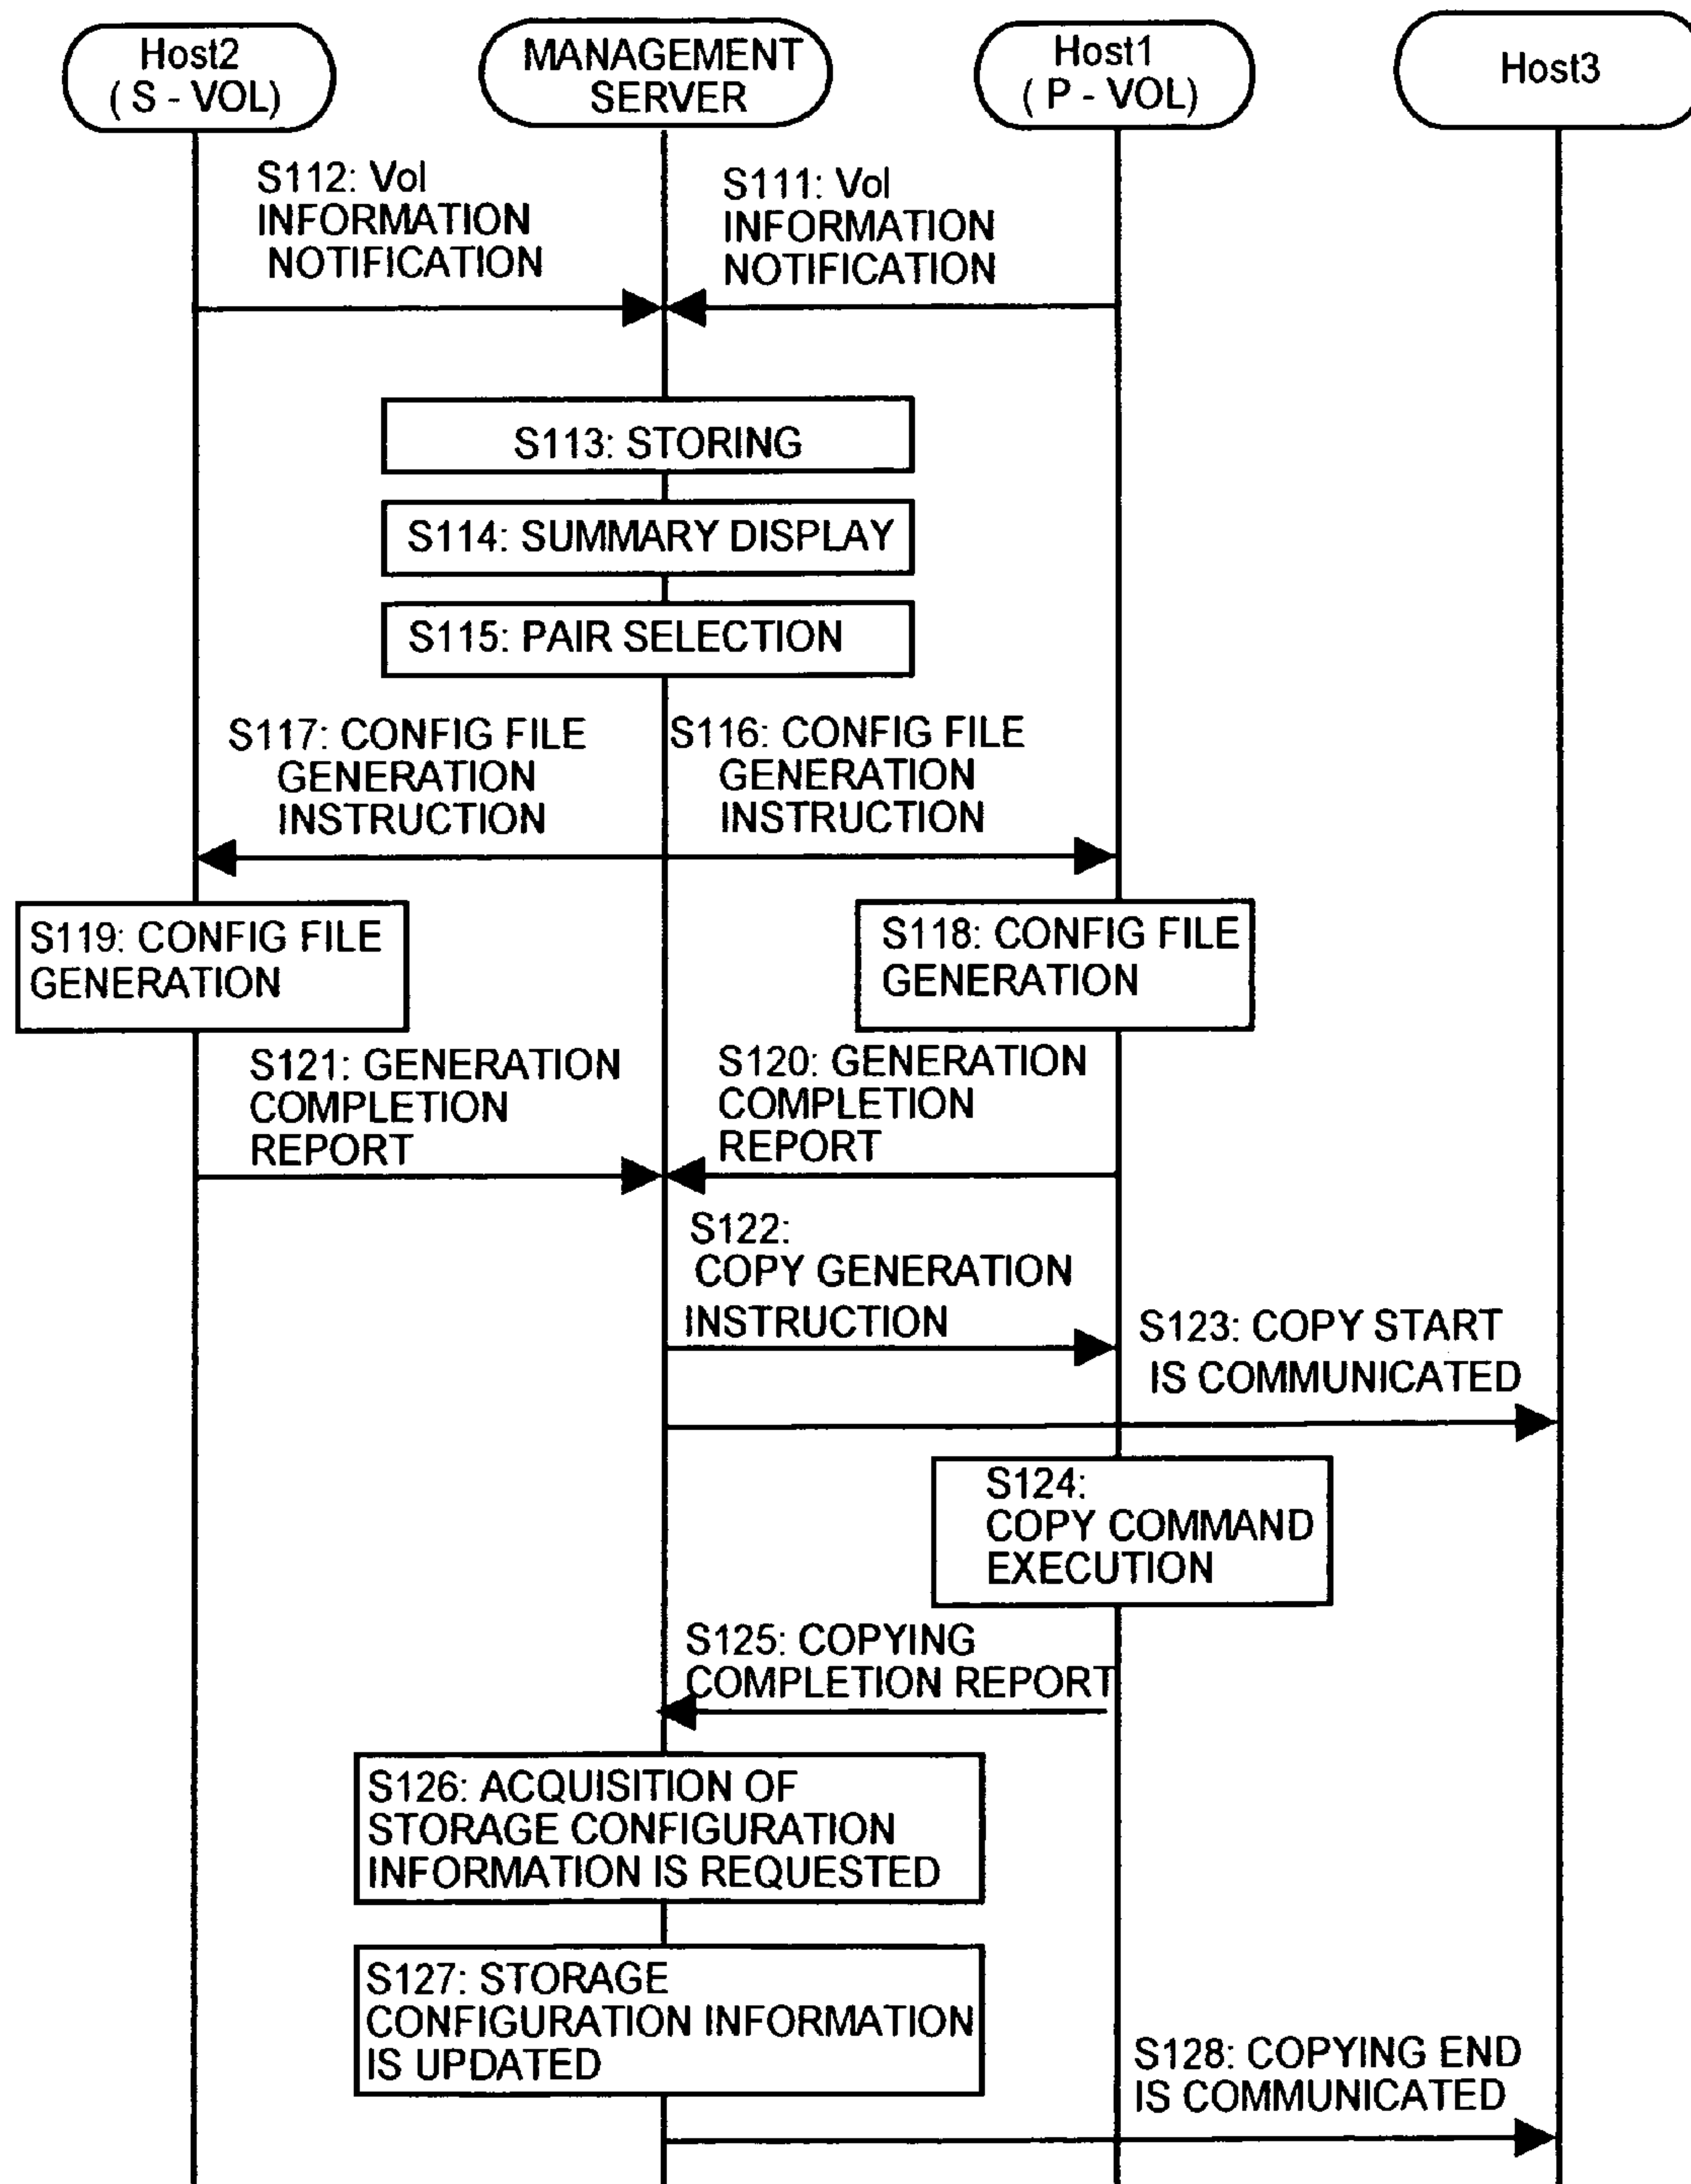 Host2
( S - VOL)
MANAGEMENT
SERVER
Host1
( P - VOL)
Host3
S112: Vol
INFORMATION
NOTIFICATION
S111: Vol
INFORMATION
NOTIFICATION
S113: STORING
S114: SUMMARY DISPLAY
S115: PAIR SELECTION
S117: CONFIG FILE
GENERATION
INSTRUCTION
S116: CONFIG FILE
GENERATION
INSTRUCTION
S119: CONFIG FILE
GENERATION
S118: CONFIG FILE
GENERATION
S121: GENERATION
COMPLETION
REPORT
S120: GENERATION
COMPLETION
REPORT
S122:
COPY GENERATION
INSTRUCTION
S123: COPY START
IS COMMUNICATED
S124:
COPY COMMAND
EXECUTION
S125: COPYING
COMPLETION REPORT
S126: ACQUISITION OF
STORAGE CONFIGURATION
INFORMATION IS REQUESTED
S127: STORAGE
CONFIGURATION INFORMATION
IS UPDATED
S128: COPYING END
IS COMMUNICATED